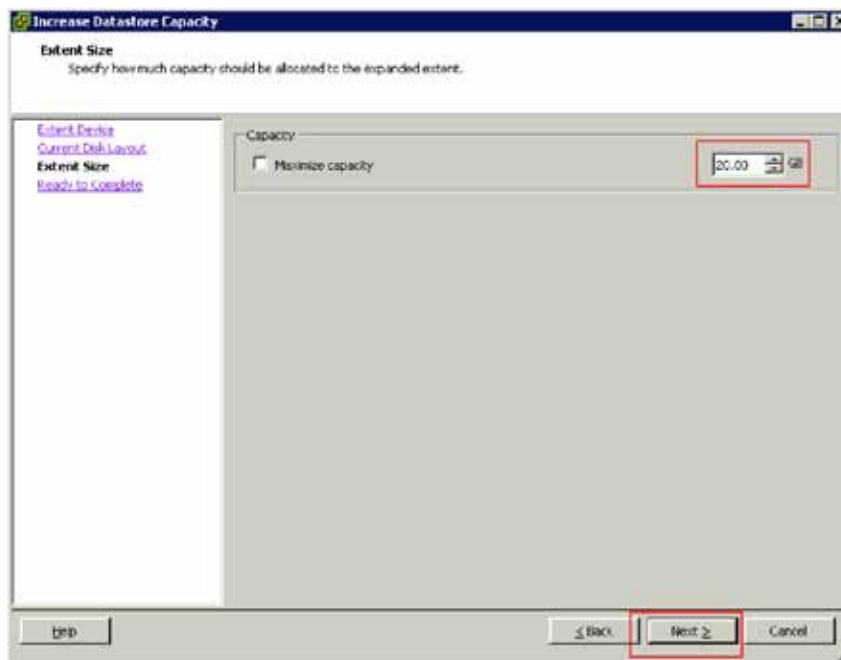 Increase Datastore Capacity
Extent Size
Specify how much capacity should be allocated to the expanded extent.
Extent Device
Current Disk Layout
Extent Size
Ready to Complete
Capacity
Maximize capacity
20.00 GB
Help
< Back
Next >
Cancel